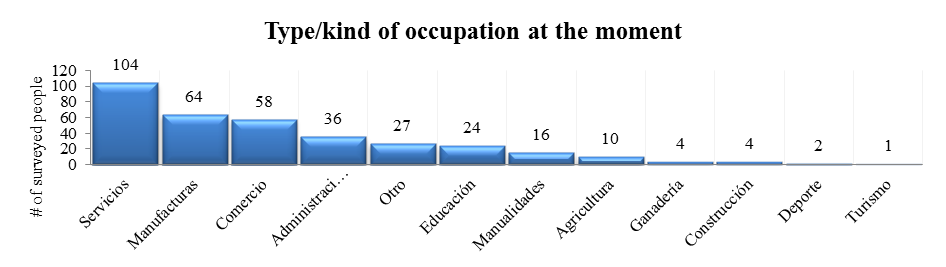 Type/kind of occupation at the moment
# of surveyed people
120
100
80
60
40
20
0
104
64
58
36
27
24
16
10
4
4
2
1
Servicios
Manufacturas
Comercio
Administraci...
Otro
Educación
Manualidades
Agricultura
Ganadería
Construcción
Deporte
Turismo